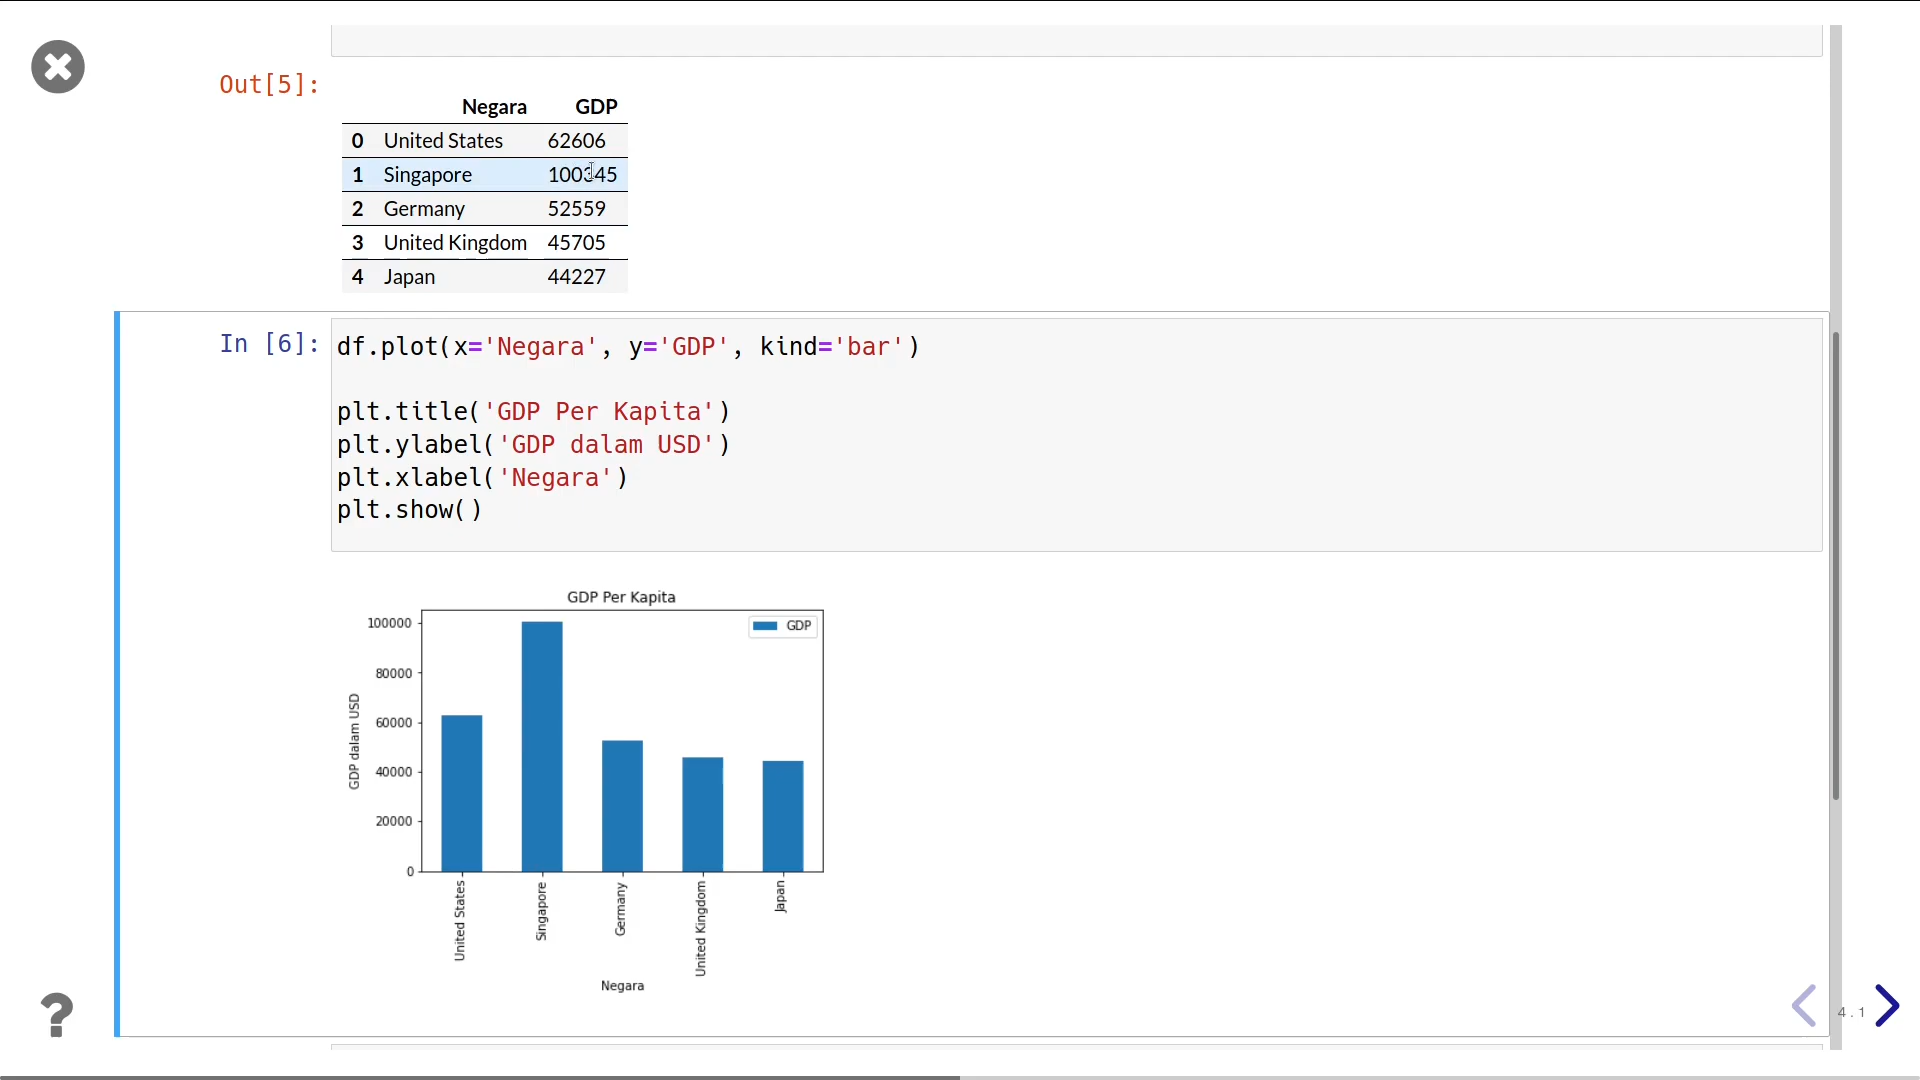 Out[5]:
Negara GDP
0 United States 62606
1 Singapore 100345
2 Germany 52559
3 United Kingdom 45705
4 Japan 44227
In [6]:
df.plot(x='Negara', y='GDP', kind='bar')
plt.title('GDP Per Kapita')
plt.ylabel('GDP dalam USD')
plt.xlabel('Negara')
plt.show()
GDP Per Kapita
GDP
100000
80000
60000
40000
20000
0
GDP dalam USD
United States
Singapore
Germany
United Kingdom
Japan
Negara
?
4.1